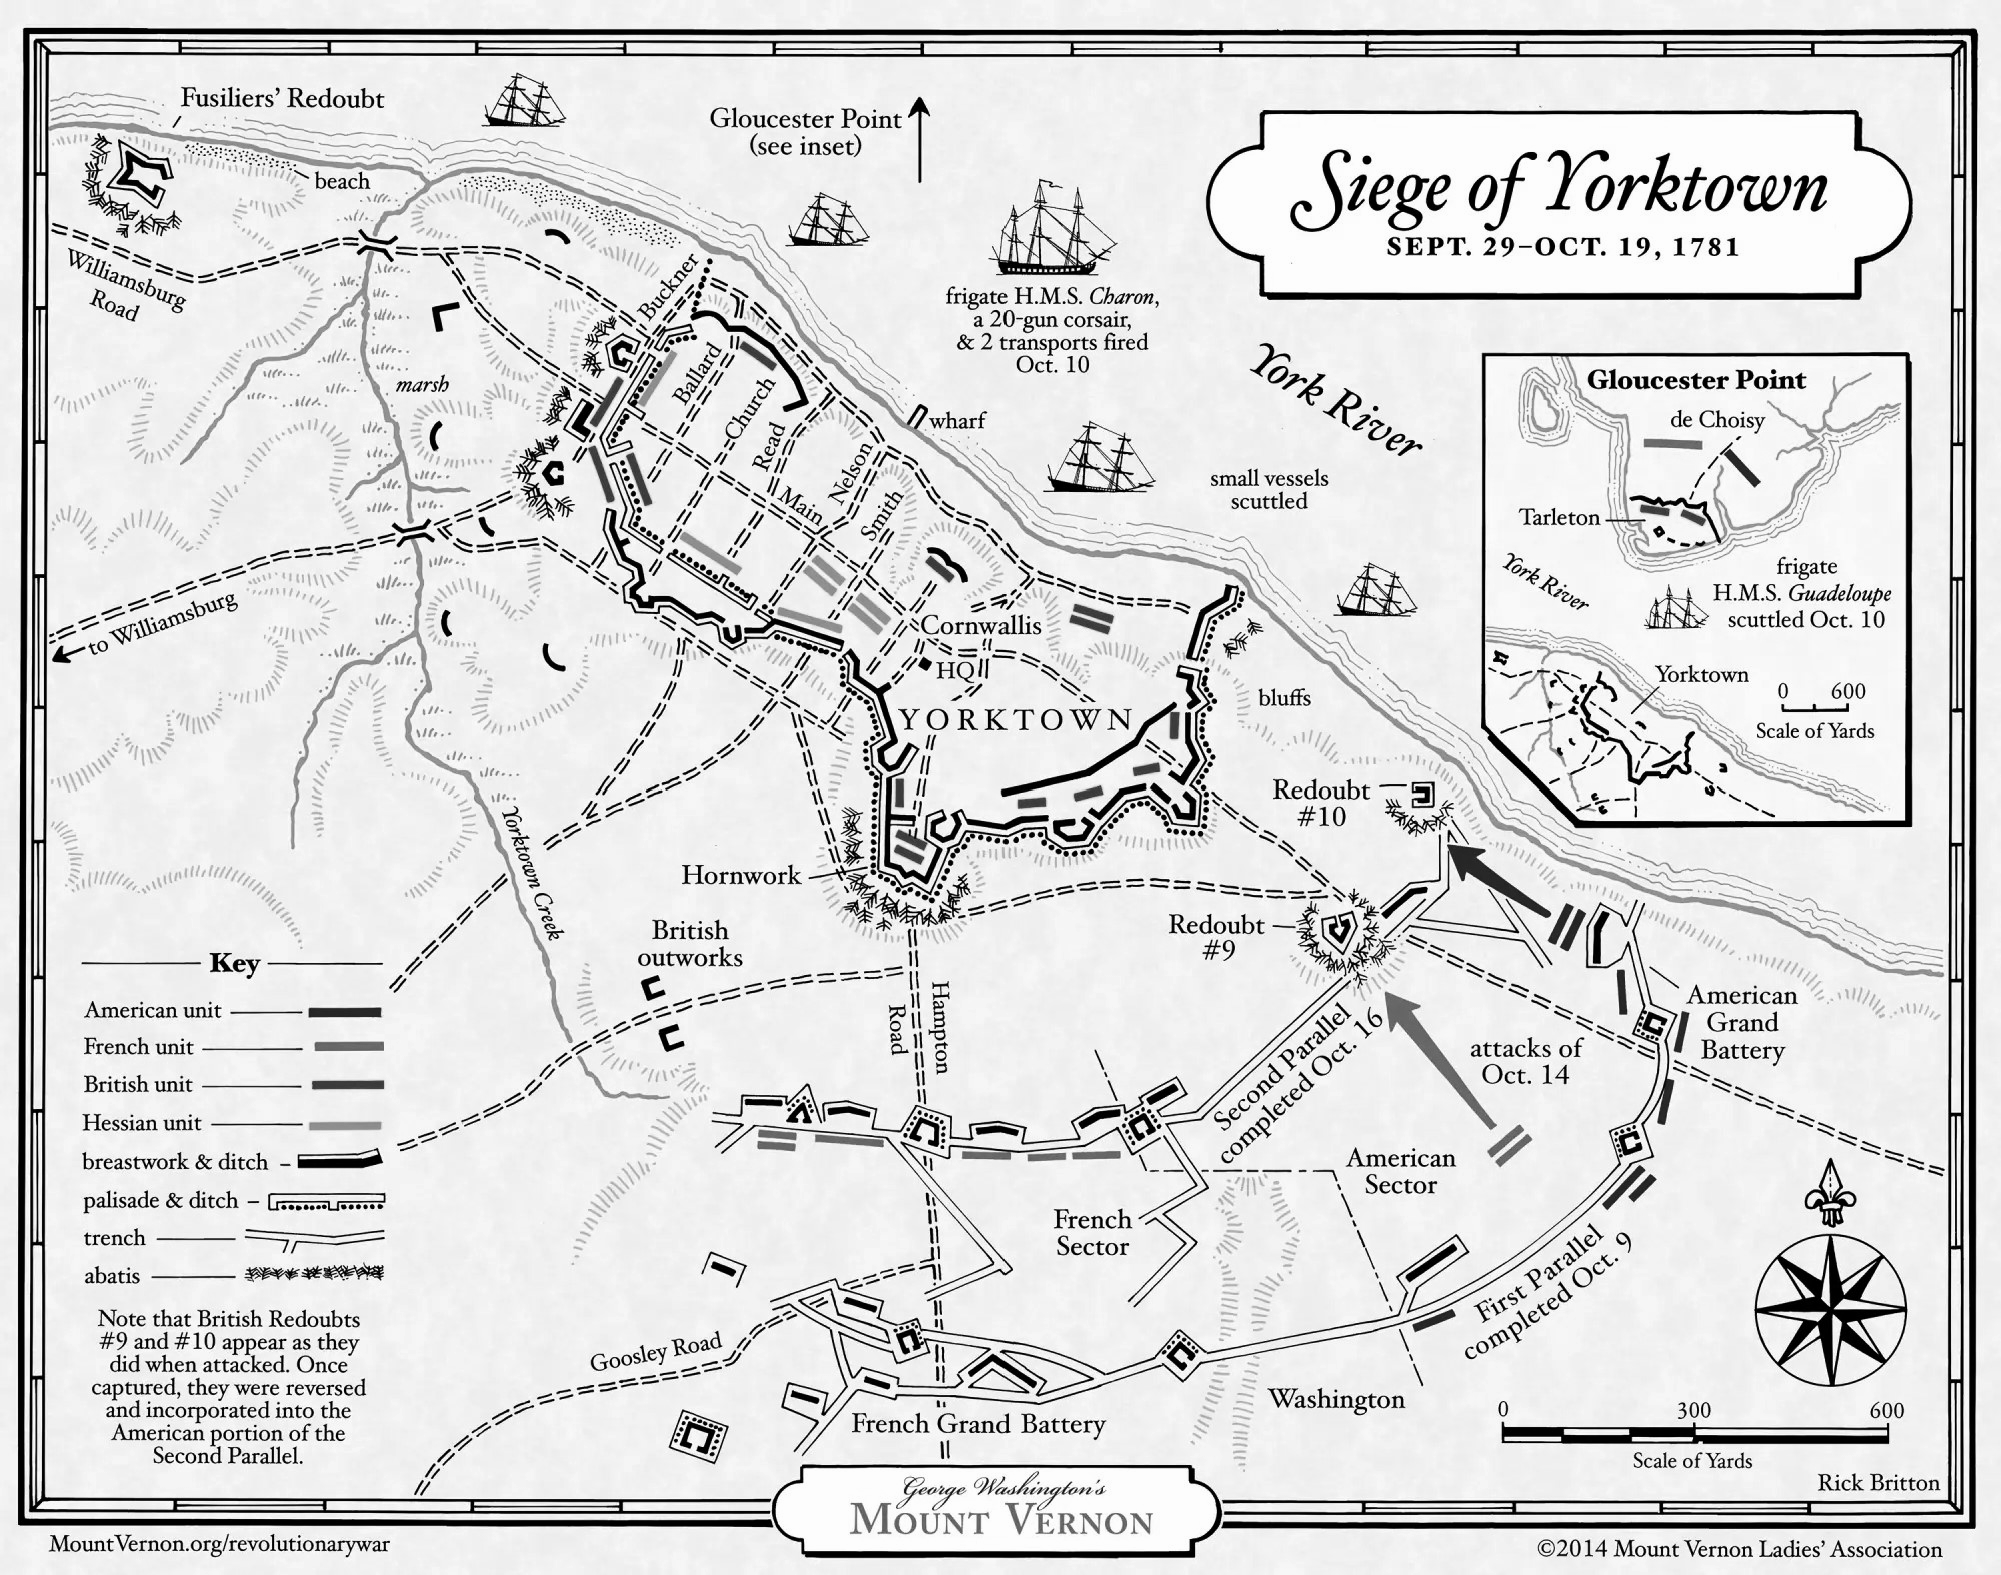 Fusiliers' Redoubt
beach
Williamsburg
Road
Gloucester Point
(see inset)
Siege of Yorktown
SEPT. 29–OCT. 19, 1781
frigate H.M.S. Charon,
a 20-gun corsair,
& 2 transports fired
Oct. 10
York River
wharf
small vessels
scuttled
marsh
Buckner
Ballard
Church
Read
Nelson
Smith
Main
to Williamsburg
Cornwallis
HQ
YORKTOWN
bluffs
Gloucester Point
de Choisy
Tarleton
York River
frigate
H.M.S. Guadeloupe
scuttled Oct. 10
Yorktown
0 600
Scale of Yards
Redoubt
#10
Hornwork
Redoubt
#9
Yorktown Creek
British
outworks
Hampton
Road
American
Grand
Battery
attacks of
Oct. 14
Second Parallel
completed Oct. 16
American
Sector
French
Sector
First Parallel
completed Oct. 9
Goosley Road
French Grand Battery
Washington
Key
American unit
French unit
British unit
Hessian unit
breastwork & ditch
palisade & ditch
trench
abatis
Note that British Redoubts
#9 and #10 appear as they
did when attacked. Once
captured, they were reversed
and incorporated into the
American portion of the
Second Parallel.
0 300 600
Scale of Yards
Rick Britton
George Washington's
MOUNT VERNON
MountVernon.org/revolutionarywar
©2014 Mount Vernon Ladies' Association